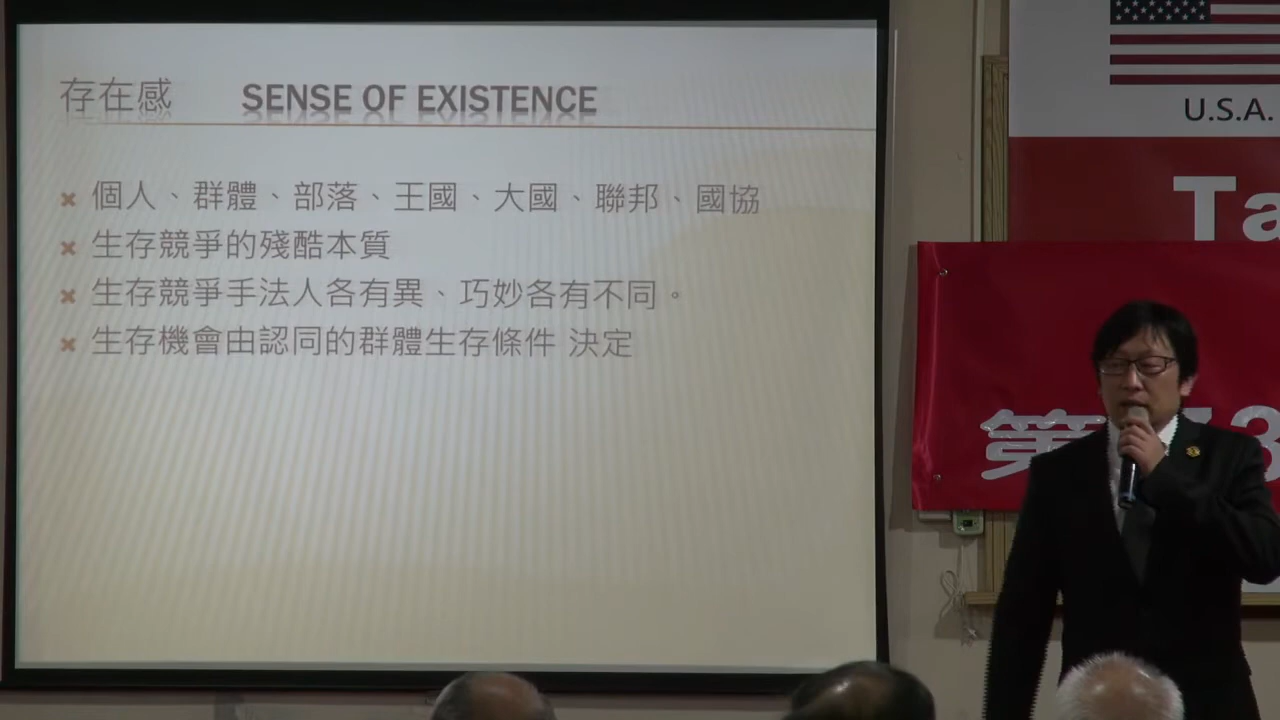 存在感 SENSE OF EXISTENCE
個人、群體、部落、王國、大國、聯邦、國協
生存競爭的殘酷本質
生存競爭手法人各有異、巧妙各有不同。
生存機會由認同的群體生存條件 決定
U.S.A.
Ta
第
3